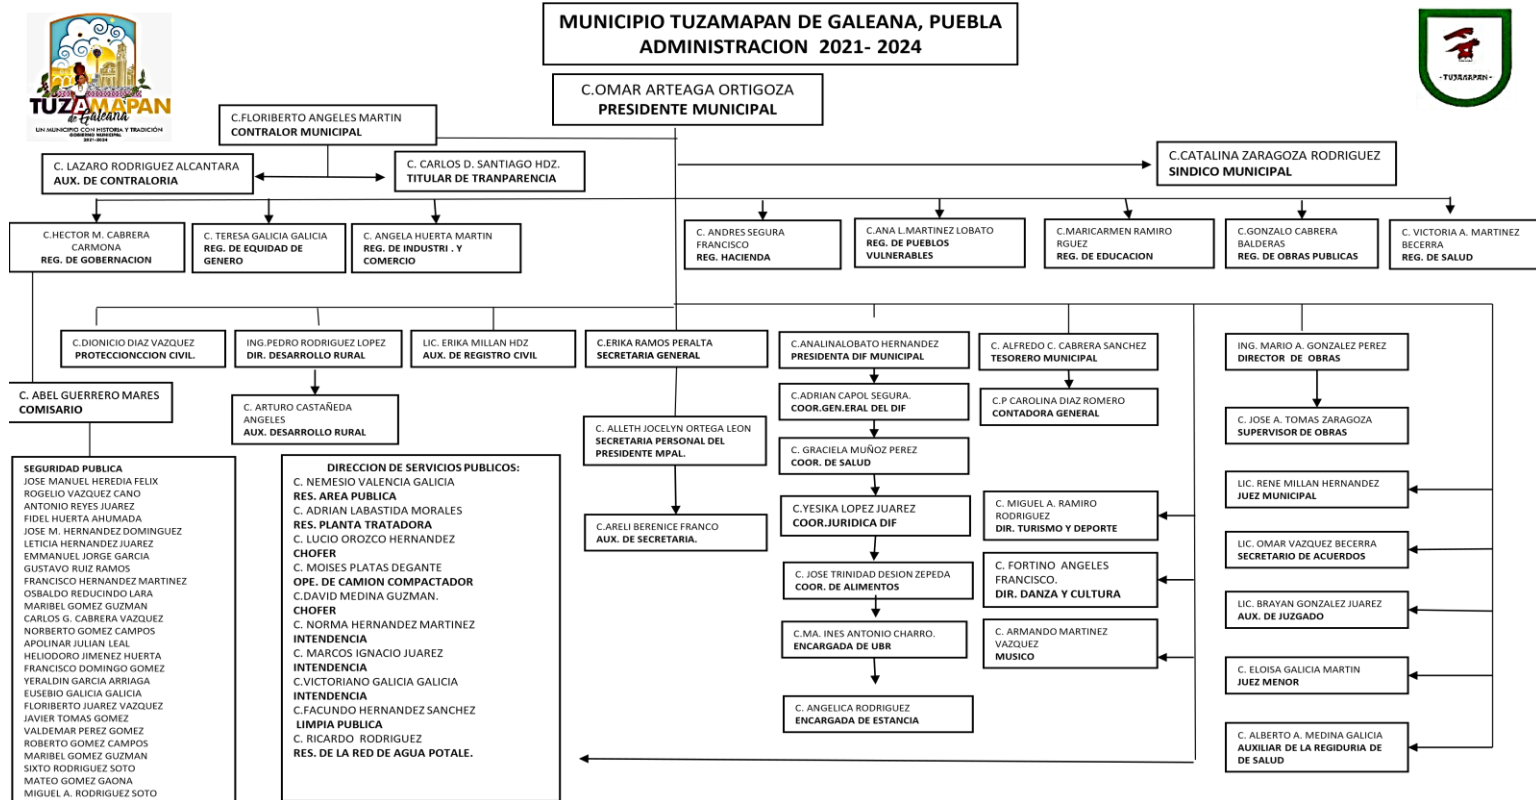 MUNICIPIO TUZAMAPAN DE GALEANA, PUEBLA
ADMINISTRACION 2021- 2024
TUZAMAPAN
de Galeana
UN MUNICIPIO CON HISTORIA Y TRADICIÓN
GOBIERNO MUNICIPAL
2021-2024
- TUZAMAPAN -
C.OMAR ARTEAGA ORTIGOZA
PRESIDENTE MUNICIPAL
C.FLORIBERTO ANGELES MARTIN
CONTRALOR MUNICIPAL
C. LAZARO RODRIGUEZ ALCANTARA
AUX. DE CONTRALORIA
C. CARLOS D. SANTIAGO HDZ.
TITULAR DE TRANPARENCIA
C.CATALINA ZARAGOZA RODRIGUEZ
SINDICO MUNICIPAL
C.HECTOR M. CABRERA
CARMONA
REG. DE GOBERNACION
C. TERESA GALICIA GALICIA
REG. DE EQUIDAD DE
GENERO
C. ANGELA HUERTA MARTIN
REG. DE INDUSTRI . Y
COMERCIO
C. ANDRES SEGURA
FRANCISCO
REG. HACIENDA
C.ANA L.MARTINEZ LOBATO
REG. DE PUEBLOS
VULNERABLES
C.MARICARMEN RAMIRO
RGUEZ
REG. DE EDUCACION
C.GONZALO CABRERA
BALDERAS
REG. DE OBRAS PUBLICAS
C. VICTORIA A. MARTINEZ
BECERRA
REG. DE SALUD
C.DIONICIO DIAZ VAZQUEZ
PROTECCIONCCION CIVIL.
ING.PEDRO RODRIGUEZ LOPEZ
DIR. DESARROLLO RURAL
LIC. ERIKA MILLAN HDZ
AUX. DE REGISTRO CIVIL
C.ERIKA RAMOS PERALTA
SECRETARIA GENERAL
C.ANALINALOBATO HERNANDEZ
PRESIDENTA DIF MUNICIPAL
C. ALFREDO C. CABRERA SANCHEZ
TESORERO MUNICIPAL
ING. MARIO A. GONZALEZ PEREZ
DIRECTOR DE OBRAS
C. ABEL GUERRERO MARES
COMISARIO
C. ARTURO CASTAÑEDA
ANGELES
AUX. DESARROLLO RURAL
C. ALLETH JOCELYN ORTEGA LEON
SECRETARIA PERSONAL DEL
PRESIDENTE MPAL.
C.ARELI BERENICE FRANCO
AUX. DE SECRETARIA.
C.ADRIAN CAPOL SEGURA.
COOR.GEN.ERAL DEL DIF
C. GRACIELA MUÑOZ PEREZ
COOR. DE SALUD
C.YESIKA LOPEZ JUAREZ
COOR.JURIDICA DIF
C. JOSE TRINIDAD DESION ZEPEDA
COOR. DE ALIMENTOS
C.MA. INES ANTONIO CHARRO.
ENCARGADA DE UBR
C. ANGELICA RODRIGUEZ
ENCARGADA DE ESTANCIA
C.P CAROLINA DIAZ ROMERO
CONTADORA GENERAL
C. MIGUEL A. RAMIRO
RODRIGUEZ
DIR. TURISMO Y DEPORTE
C. FORTINO ANGELES
FRANCISCO.
DIR. DANZA Y CULTURA
C. ARMANDO MARTINEZ
VAZQUEZ
MUSICO
C. JOSE A. TOMAS ZARAGOZA
SUPERVISOR DE OBRAS
LIC. RENE MILLAN HERNANDEZ
JUEZ MUNICIPAL
LIC. OMAR VAZQUEZ BECERRA
SECRETARIO DE ACUERDOS
LIC. BRAYAN GONZALEZ JUAREZ
AUX. DE JUZGADO
C. ELOISA GALICIA MARTIN
JUEZ MENOR
C. ALBERTO A. MEDINA GALICIA
AUXILIAR DE LA REGIDURIA DE
DE SALUD
SEGURIDAD PUBLICA
JOSE MANUEL HEREDIA FELIX
ROGELIO VAZQUEZ CANO
ANTONIO REYES JUAREZ
FIDEL HUERTA AHUMADA
JOSE M. HERNANDEZ DOMINGUEZ
LETICIA HERNANDEZ JUAREZ
EMMANUEL JORGE GARCIA
GUSTAVO RUIZ RAMOS
FRANCISCO HERNANDEZ MARTINEZ
OSBALDO REDUCINDO LARA
MARIBEL GOMEZ GUZMAN
CARLOS G. CABRERA VAZQUEZ
NORBERTO GOMEZ CAMPOS
APOLINAR JULIAN LEAL
HELIODORO JIMENEZ HUERTA
FRANCISCO DOMINGO GOMEZ
YERALDIN GARCIA ARRIAGA
EUSEBIO GALICIA GALICIA
FLORIBERTO JUAREZ VAZQUEZ
JAVIER TOMAS GOMEZ
VALDEMAR PEREZ GOMEZ
ROBERTO GOMEZ CAMPOS
MARIBEL GOMEZ GUZMAN
SIXTO RODRIGUEZ SOTO
MATEO GOMEZ GAONA
MIGUEL A. RODRIGUEZ SOTO
DIRECCION DE SERVICIOS PUBLICOS:
C. NEMESIO VALENCIA GALICIA
RES. AREA PUBLICA
C. ADRIAN LABASTIDA MORALES
RES. PLANTA TRATADORA
C. LUCIO OROZCO HERNANDEZ
CHOFER
C. MOISES PLATAS DEGANTE
OPE. DE CAMION COMPACTADOR
C.DAVID MEDINA GUZMAN.
CHOFER
C. NORMA HERNANDEZ MARTINEZ
INTENDENCIA
C. MARCOS IGNACIO JUAREZ
INTENDENCIA
C.VICTORIANO GALICIA GALICIA
INTENDENCIA
C.FACUNDO HERNANDEZ SANCHEZ
LIMPIA PUBLICA
C. RICARDO RODRIGUEZ
RES. DE LA RED DE AGUA POTALE.